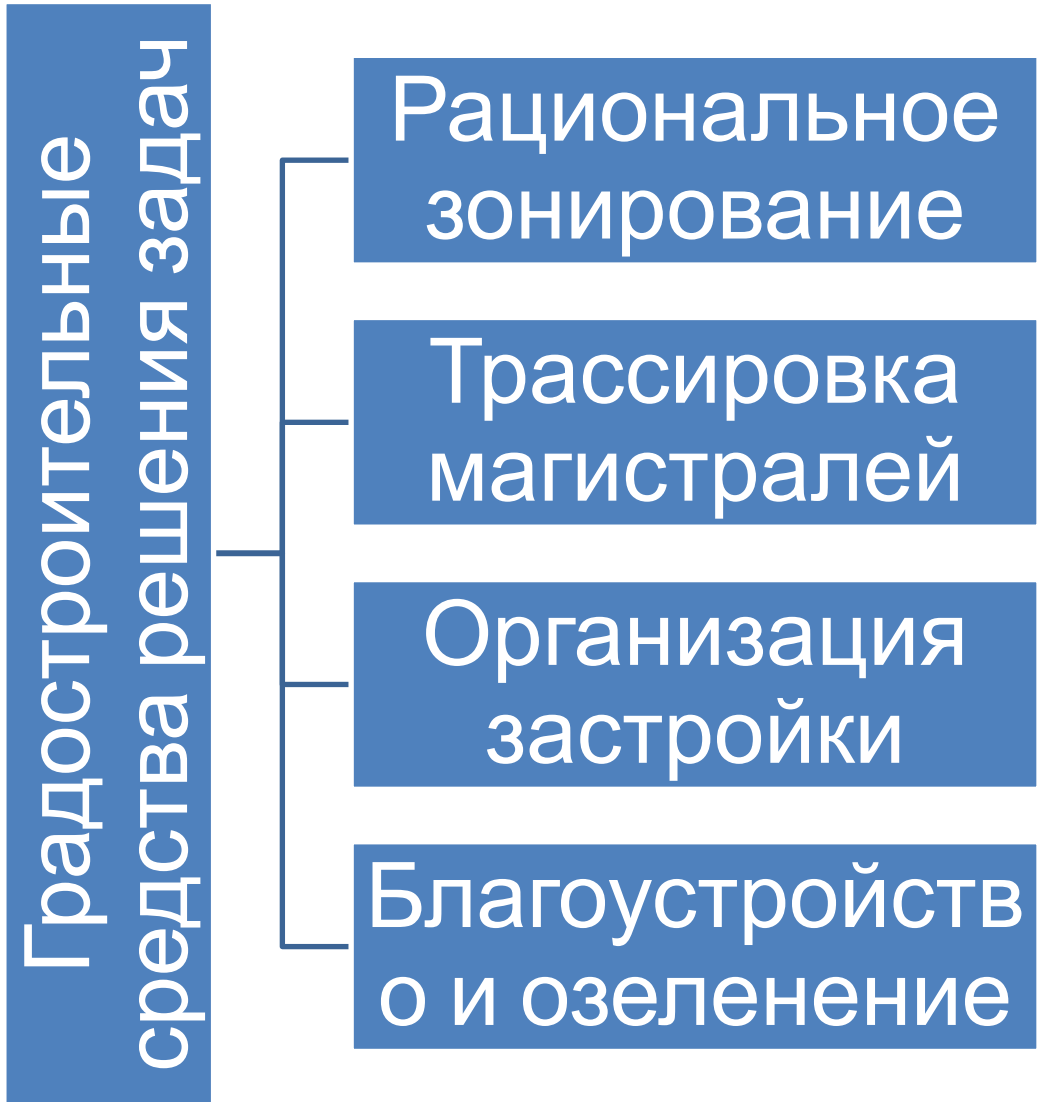 Градостроительные
средства решения задач
Рациональное
зонирование
Трассировка
магистралей
Организация
застройки
Благоустройств
о и озеленение